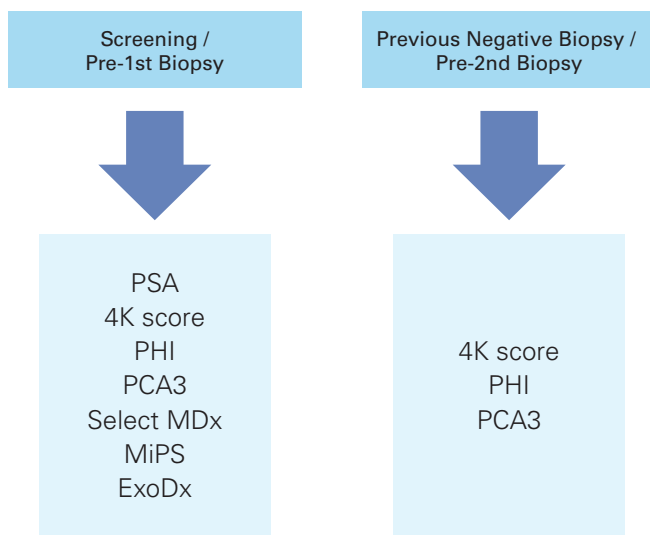 Screening /
Pre-1st Biopsy
Previous Negative Biopsy /
Pre-2nd Biopsy
PSA
4K score
PHI
PCA3
Select MDx
MiPS
ExoDx
4K score
PHI
PCA3